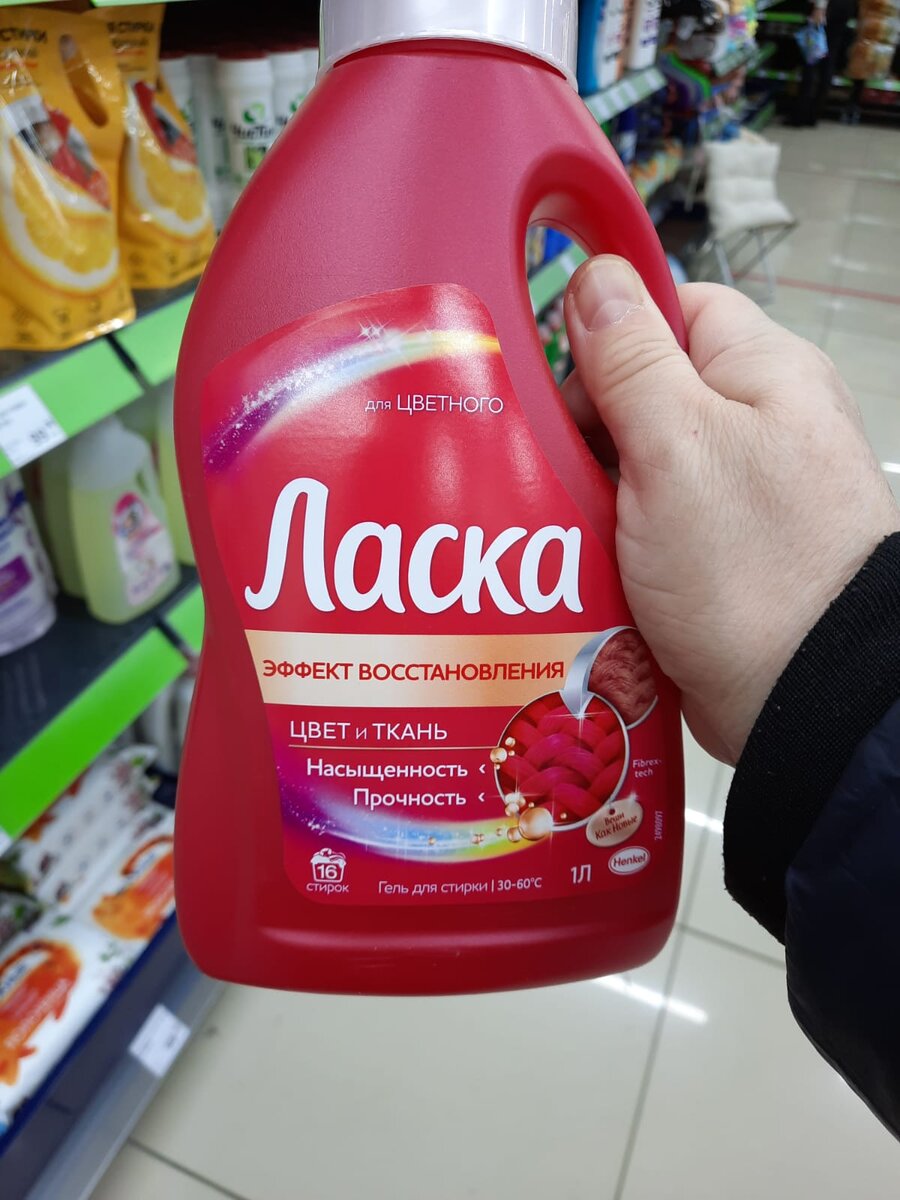 для ЦВЕТНОГО
Ласка
ЭФФЕКТ ВОССТАНОВЛЕНИЯ
ЦВЕТ и ТКАНЬ
Насыщенность <
Прочность <
Fibrex-
tech
Вещи
Как Новые
Henkel
16
стирок
Гель для стирки | 30-60°C
1Л